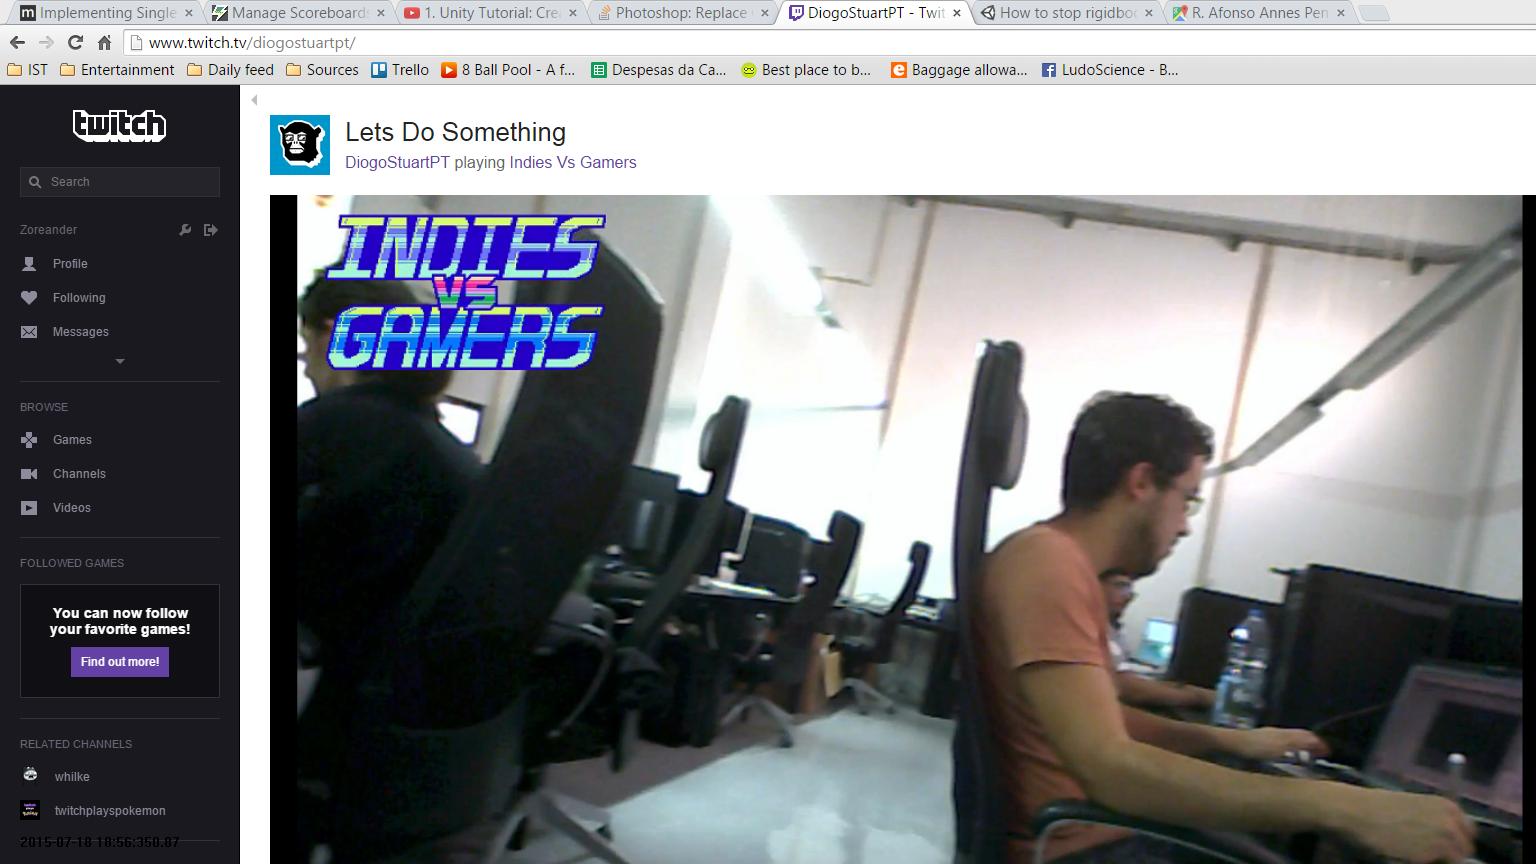 Implementing Single
Manage Scoreboard
1. Unity Tutorial: Cre
Photoshop: Replace
DiogoStuartPT - Twit
How to stop rigidbo
R. Afonso Annes Pen
www.twitch.tv/diogostuartpt/
IST
Entertainment
Daily feed
Sources
Trello
8 Ball Pool - A f...
Despesas da Ca...
Best place to b...
Baggage allowa...
LudoScience - B...
twitch
Search
Zoreander
Profile
Following
Messages
BROWSE
Games
Channels
Videos
FOLLOWED GAMES
You can now follow
your favorite games!
Find out more!
RELATED CHANNELS
whilke
twitchplayspokemon
2015-07-18 18:56:350.87
Lets Do Something
DiogoStuartPT playing Indies Vs Gamers
INDIES
VS
GAMERS